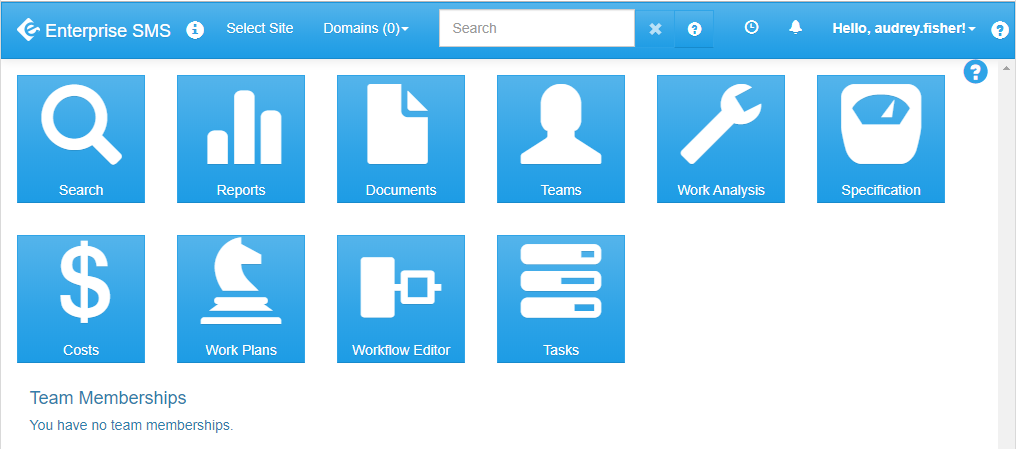 Enterprise SMS Select Site Domains (0) Search Hello, audrey.fisher!
Search Reports Documents Teams Work Analysis Specification
$
Costs Work Plans Workflow Editor Tasks
Team Memberships
You have no team memberships.